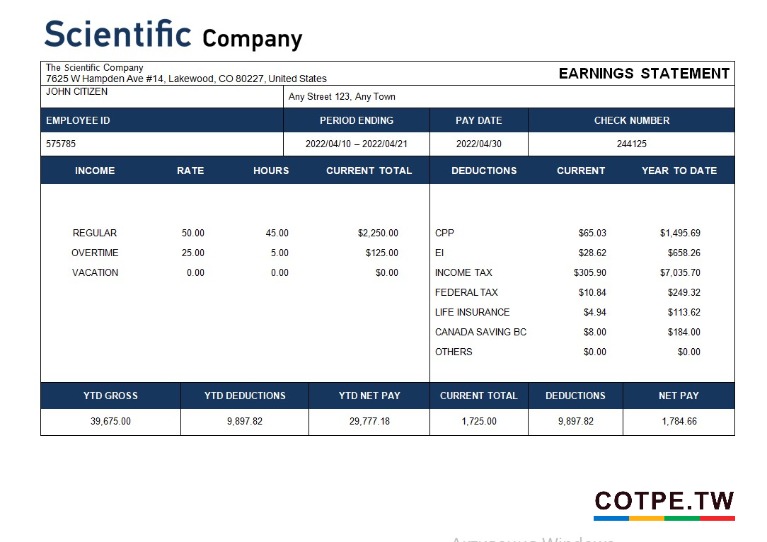 Scientific Company
The Scientific Company
7625 W Hampden Ave #14, Lakewood, CO 80227, United States
EARNINGS STATEMENT
JOHN CITIZEN
Any Street 123, Any Town
EMPLOYEE ID PERIOD ENDING PAY DATE CHECK NUMBER
575785 2022/04/10 – 2022/04/21 2022/04/30 244125
INCOME RATE HOURS CURRENT TOTAL DEDUCTIONS CURRENT YEAR TO DATE
REGULAR 50.00 45.00 $2,250.00 CPP $65.03 $1,495.69
OVERTIME 25.00 5.00 $125.00 EI $28.62 $658.26
VACATION 0.00 0.00 $0.00 INCOME TAX $305.90 $7,035.70
FEDERAL TAX $10.84 $249.32
LIFE INSURANCE $4.94 $113.62
CANADA SAVING BC $8.00 $184.00
OTHERS $0.00 $0.00
YTD GROSS YTD DEDUCTIONS YTD NET PAY CURRENT TOTAL DEDUCTIONS NET PAY
39,675.00 9,897.82 29,777.18 1,725.00 9,897.82 1,784.66
COTPE.TW